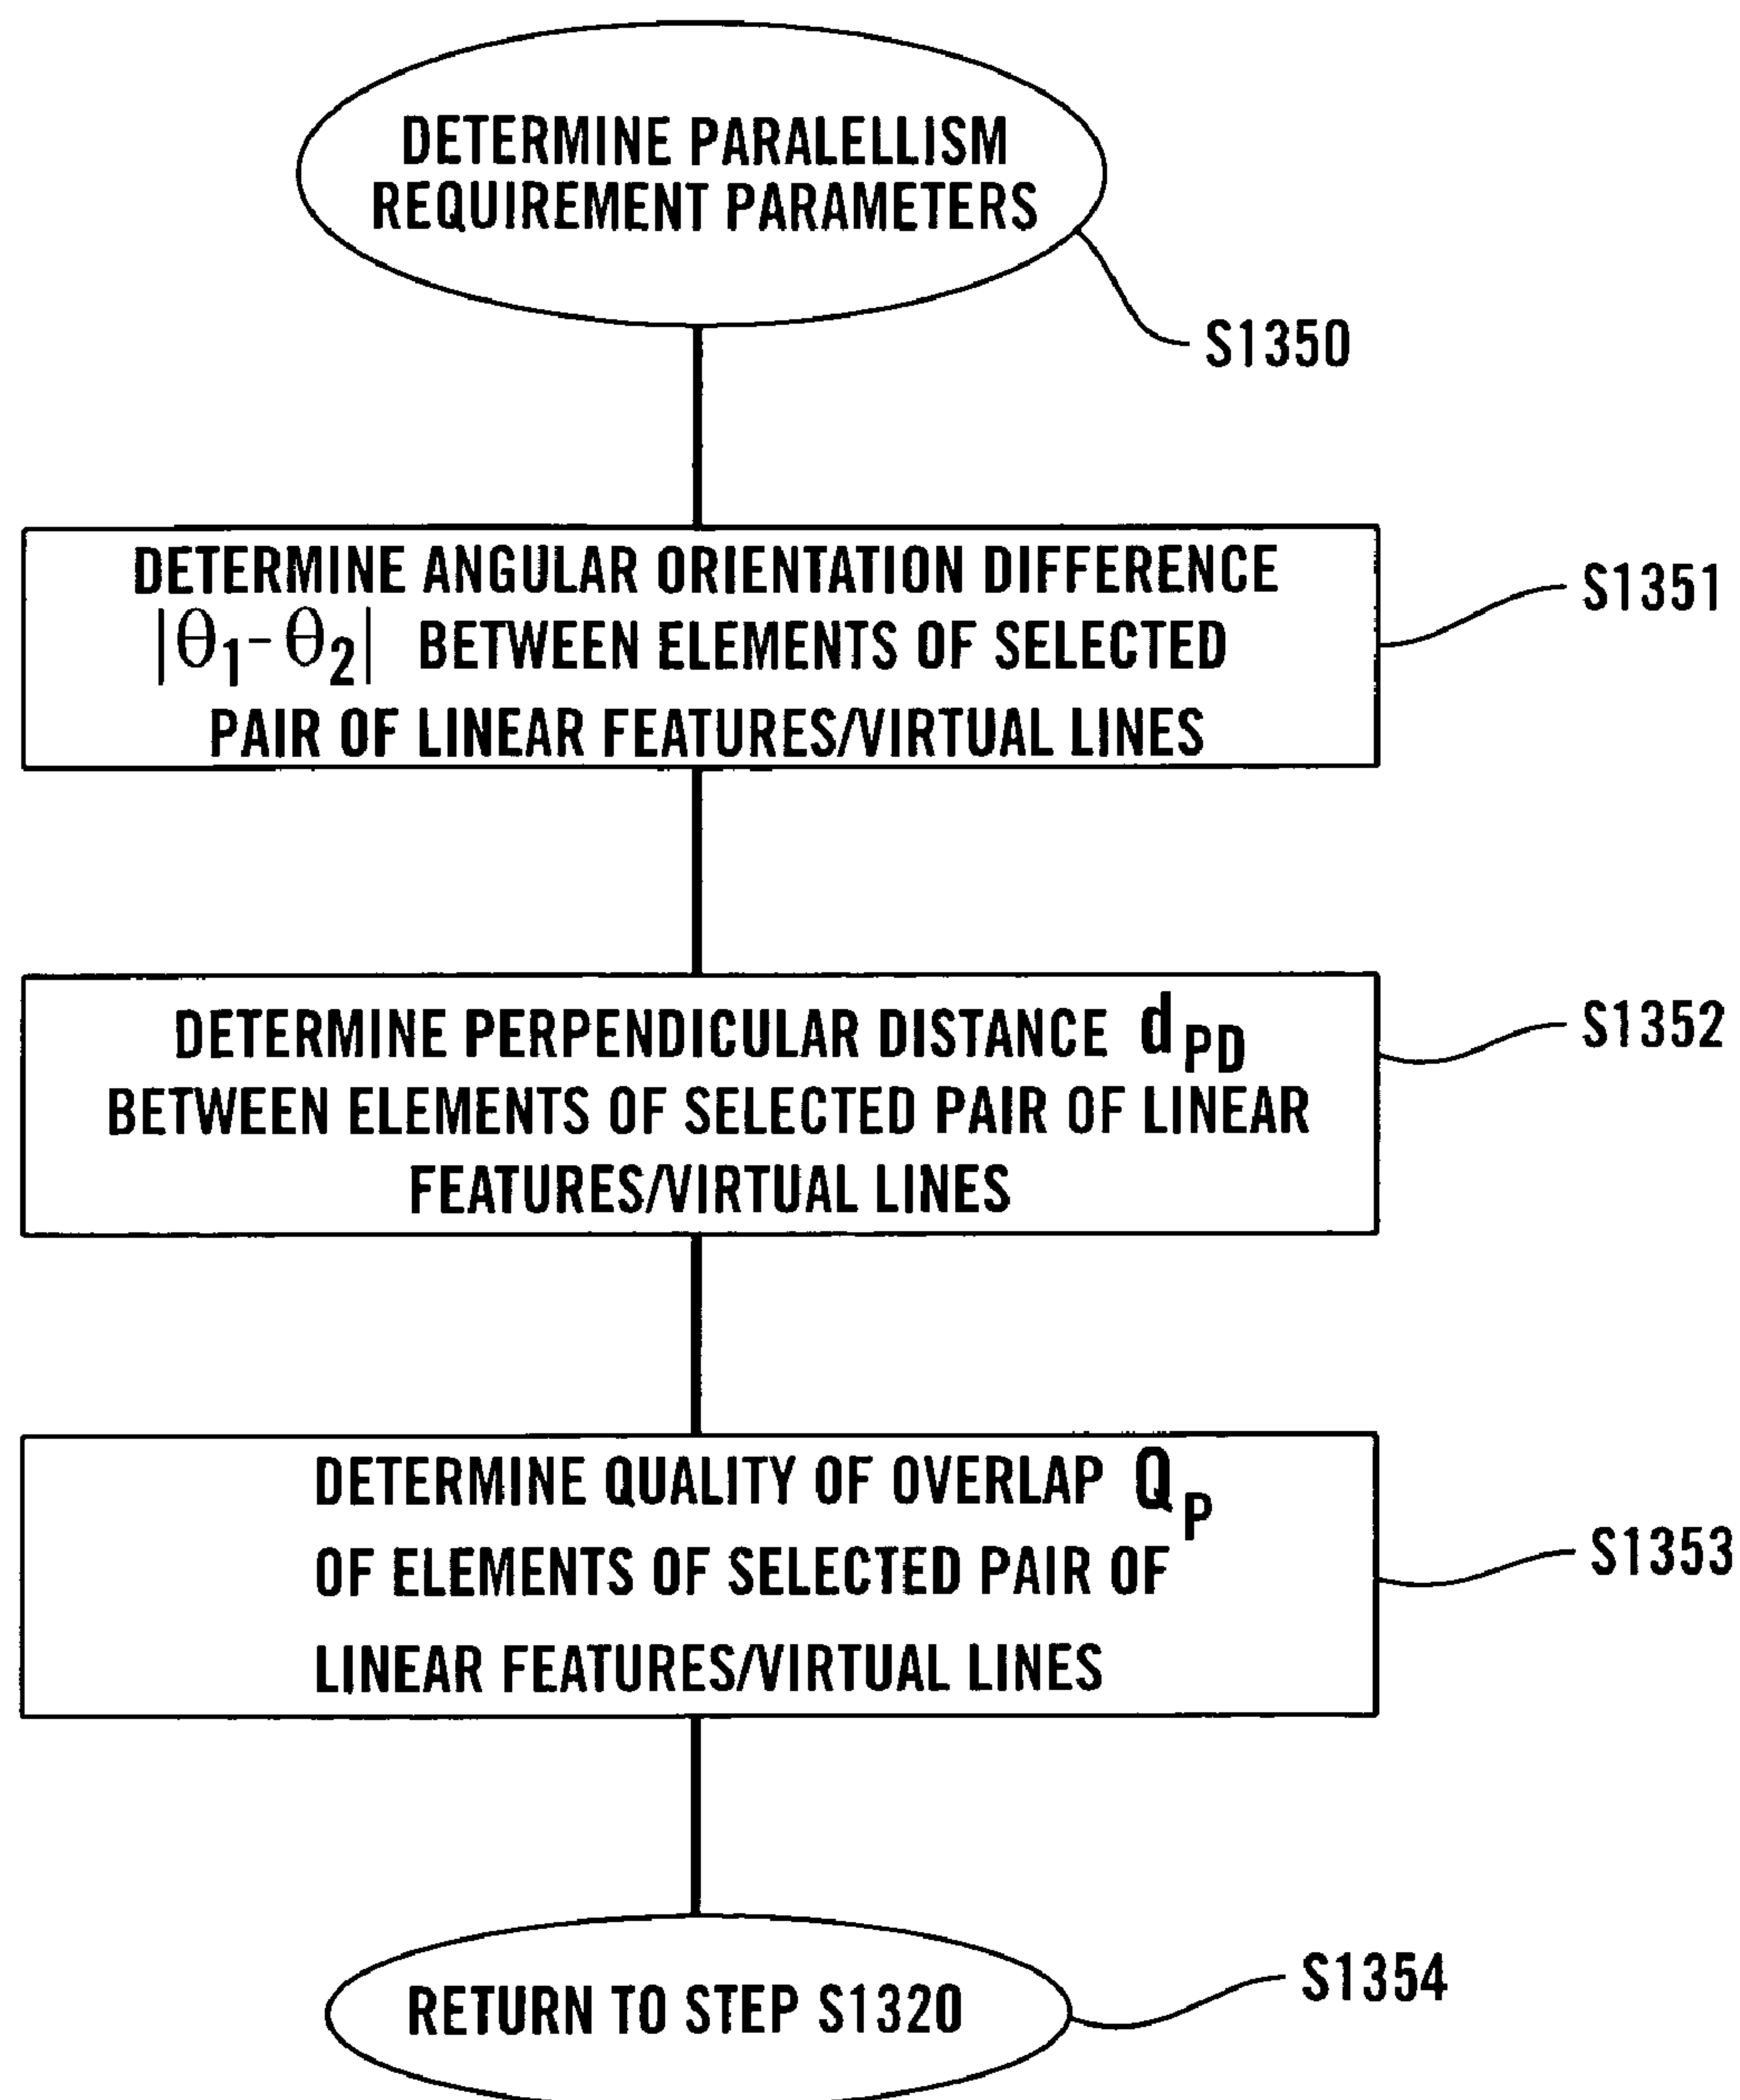 DETERMINE PARALELLISM
REQUIREMENT PARAMETERS
S1350
DETERMINE ANGULAR ORIENTATION DIFFERENCE
|θ1-θ2| BETWEEN ELEMENTS OF SELECTED
PAIR OF LINEAR FEATURES/VIRTUAL LINES
S1351
DETERMINE PERPENDICULAR DISTANCE dPD
BETWEEN ELEMENTS OF SELECTED PAIR OF LINEAR
FEATURES/VIRTUAL LINES
S1352
DETERMINE QUALITY OF OVERLAP QP
OF ELEMENTS OF SELECTED PAIR OF
LINEAR FEATURES/VIRTUAL LINES
S1353
RETURN TO STEP S1320
S1354